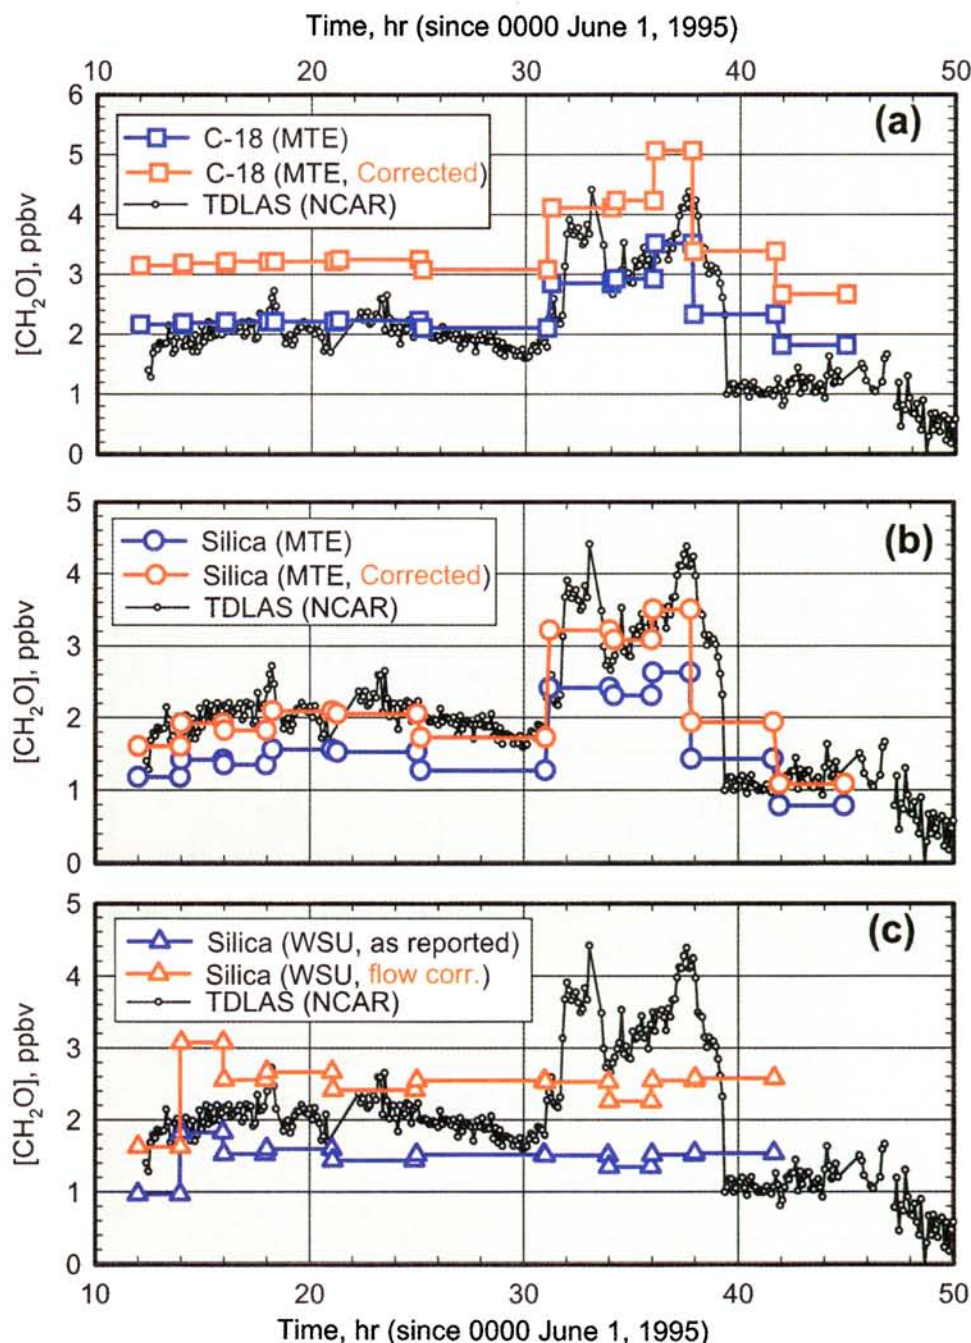 Time, hr (since 0000 June 1, 1995)
10 20 30 40 50
6
5
4
3
2
1
0
[CH2O], ppbv
(a)
C-18 (MTE)
C-18 (MTE, Corrected)
TDLAS (NCAR)
5
4
3
2
1
0
[CH2O], ppbv
(b)
Silica (MTE)
Silica (MTE, Corrected)
TDLAS (NCAR)
5
4
3
2
1
0
[CH2O], ppbv
(c)
Silica (WSU, as reported)
Silica (WSU, flow corr.)
TDLAS (NCAR)
10 20 30 40 50
Time, hr (since 0000 June 1, 1995)